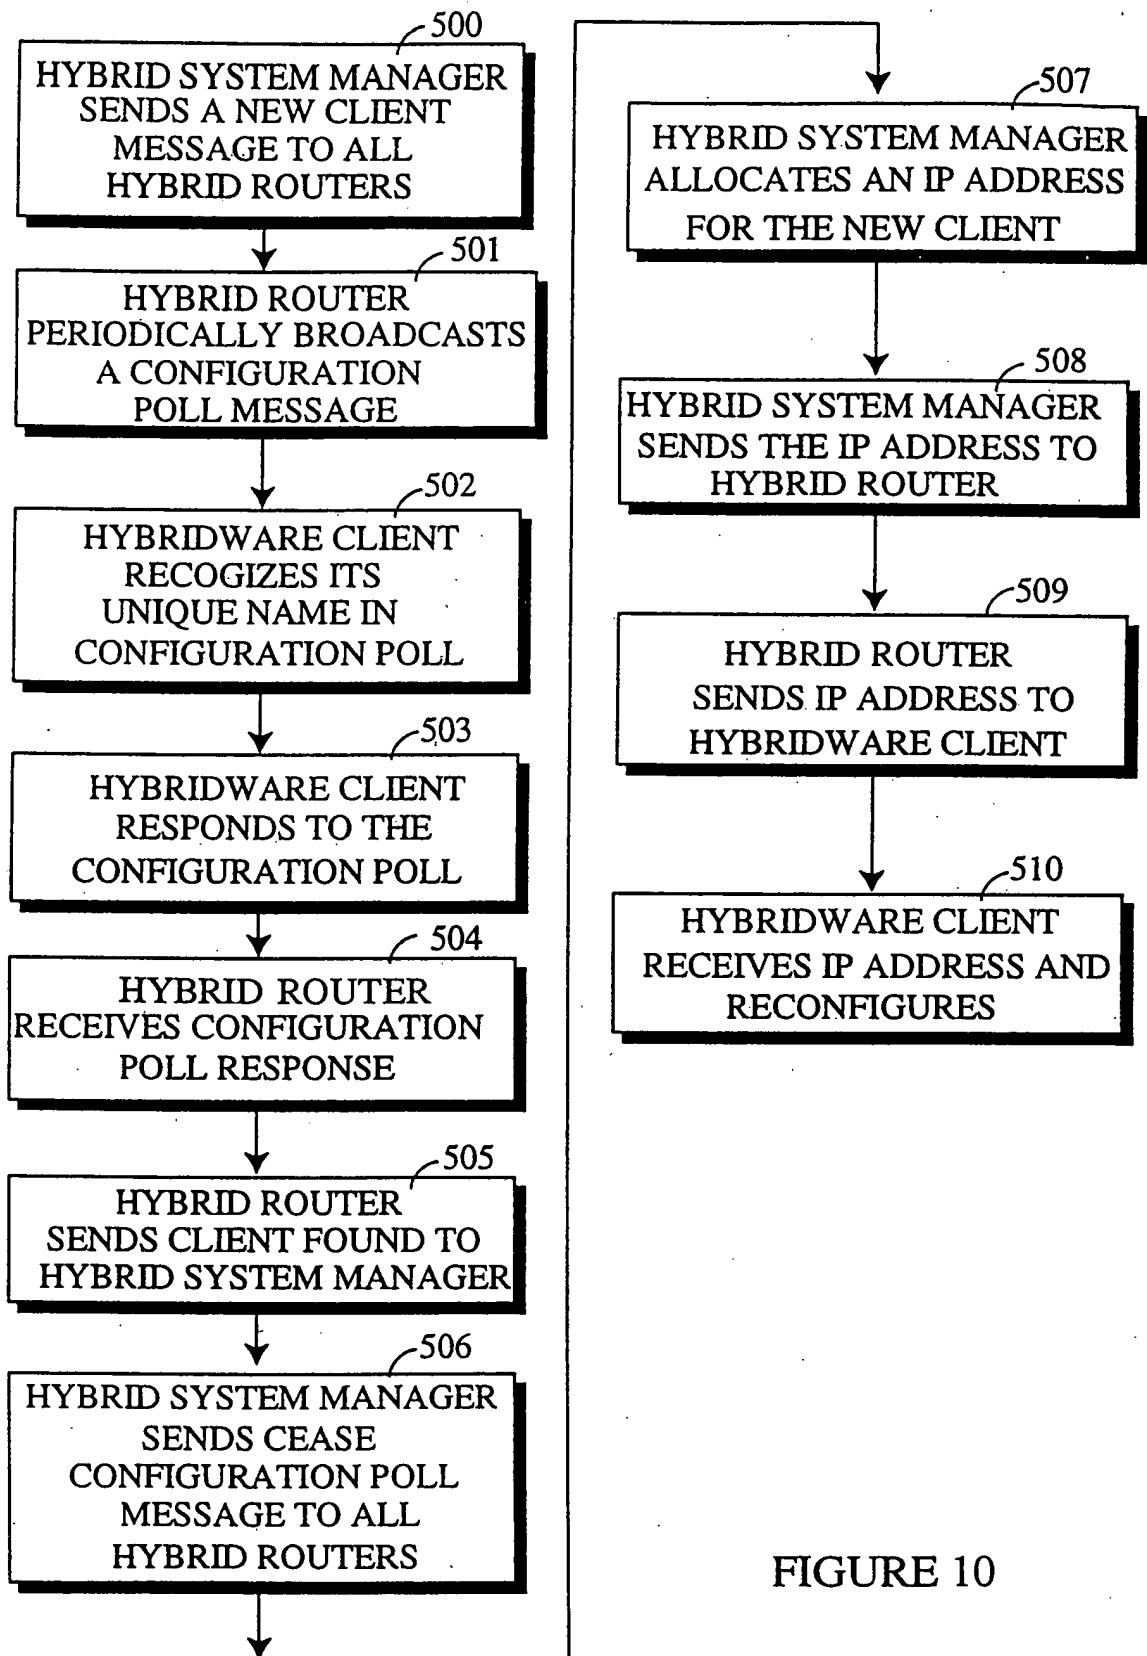 500
HYBRID SYSTEM MANAGER
SENDS A NEW CLIENT
MESSAGE TO ALL
HYBRID ROUTERS
501
HYBRID ROUTER
PERIODICALLY BROADCASTS
A CONFIGURATION
POLL MESSAGE
502
HYBRIDWARE CLIENT
RECOGIZES ITS
UNIQUE NAME IN
CONFIGURATION POLL
503
HYBRIDWARE CLIENT
RESPONDS TO THE
CONFIGURATION POLL
504
HYBRID ROUTER
RECEIVES CONFIGURATION
POLL RESPONSE
505
HYBRID ROUTER
SENDS CLIENT FOUND TO
HYBRID SYSTEM MANAGER
506
HYBRID SYSTEM MANAGER
SENDS CEASE
CONFIGURATION POLL
MESSAGE TO ALL
HYBRID ROUTERS
507
HYBRID SYSTEM MANAGER
ALLOCATES AN IP ADDRESS
FOR THE NEW CLIENT
508
HYBRID SYSTEM MANAGER
SENDS THE IP ADDRESS TO
HYBRID ROUTER
509
HYBRID ROUTER
SENDS IP ADDRESS TO
HYBRIDWARE CLIENT
510
HYBRIDWARE CLIENT
RECEIVES IP ADDRESS AND
RECONFIGURES
FIGURE 10